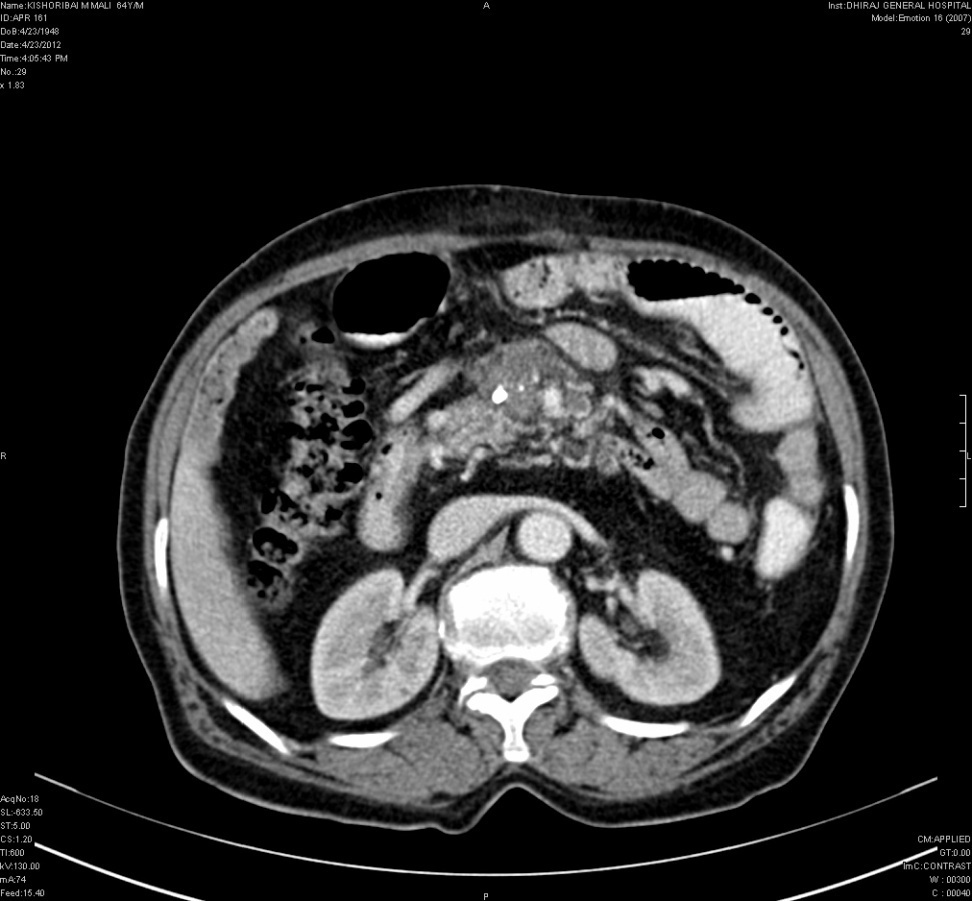 Name:KISHORIBAI M MALI 64Y/M
ID:APR 161
DoB:4/23/1948
Date:4/23/2012
Time:4:05:43 PM
No.:29
x 1.83
A
Inst:DHIRAJ GENERAL HOSPITAL
Model:Emotion 16 (2007)
29
R
L
AcqNo:18
SL:-633.50
ST:5.00
CS:1.20
TI:600
kV:130.00
mA:74
Feed:15.40
P
CM:APPLIED
GT:0.00
ImC:CONTRAST
W : 00300
C : 00040